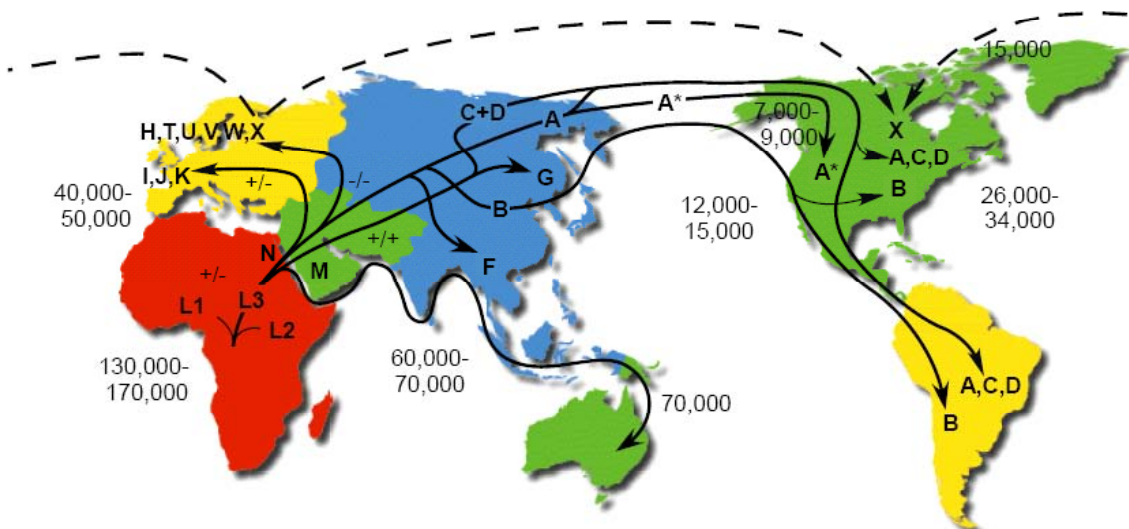 15,000
C+D
A
A*
7,000-
9,000
H,T,U,V,W,X
X
I,J,K
+/-
-/-
G
A*
A,C,D
B
40,000-
50,000
B
12,000-
15,000
26,000-
34,000
N
+/+
M
F
+/-
L1
L3
L2
130,000-
170,000
60,000-
70,000
70,000
A,C,D
B